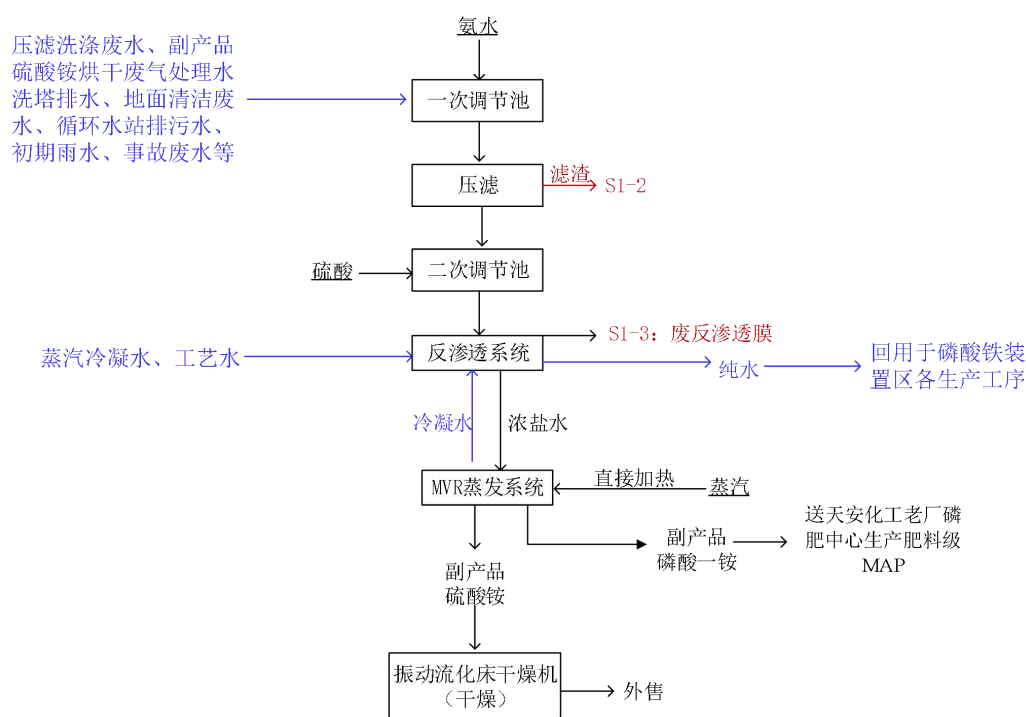 氨水
压滤洗涤废水、副产品
硫酸铵烘干废气处理水
洗塔排水、地面清洁废
水、循环水站排污水、
初期雨水、事故废水等
一次调节池
压滤
滤渣
S1-2
硫酸
二次调节池
S1-3：废反渗透膜
蒸汽冷凝水、工艺水
反渗透系统
纯水
回用于磷酸铁装
置区各生产工序
冷凝水
浓盐水
MVR蒸发系统
直接加热
蒸汽
副产品
磷酸一铵
送天安化工老厂磷
肥中心生产肥料级
MAP
副产品
硫酸铵
振动流化床干燥机
（干燥）
外售